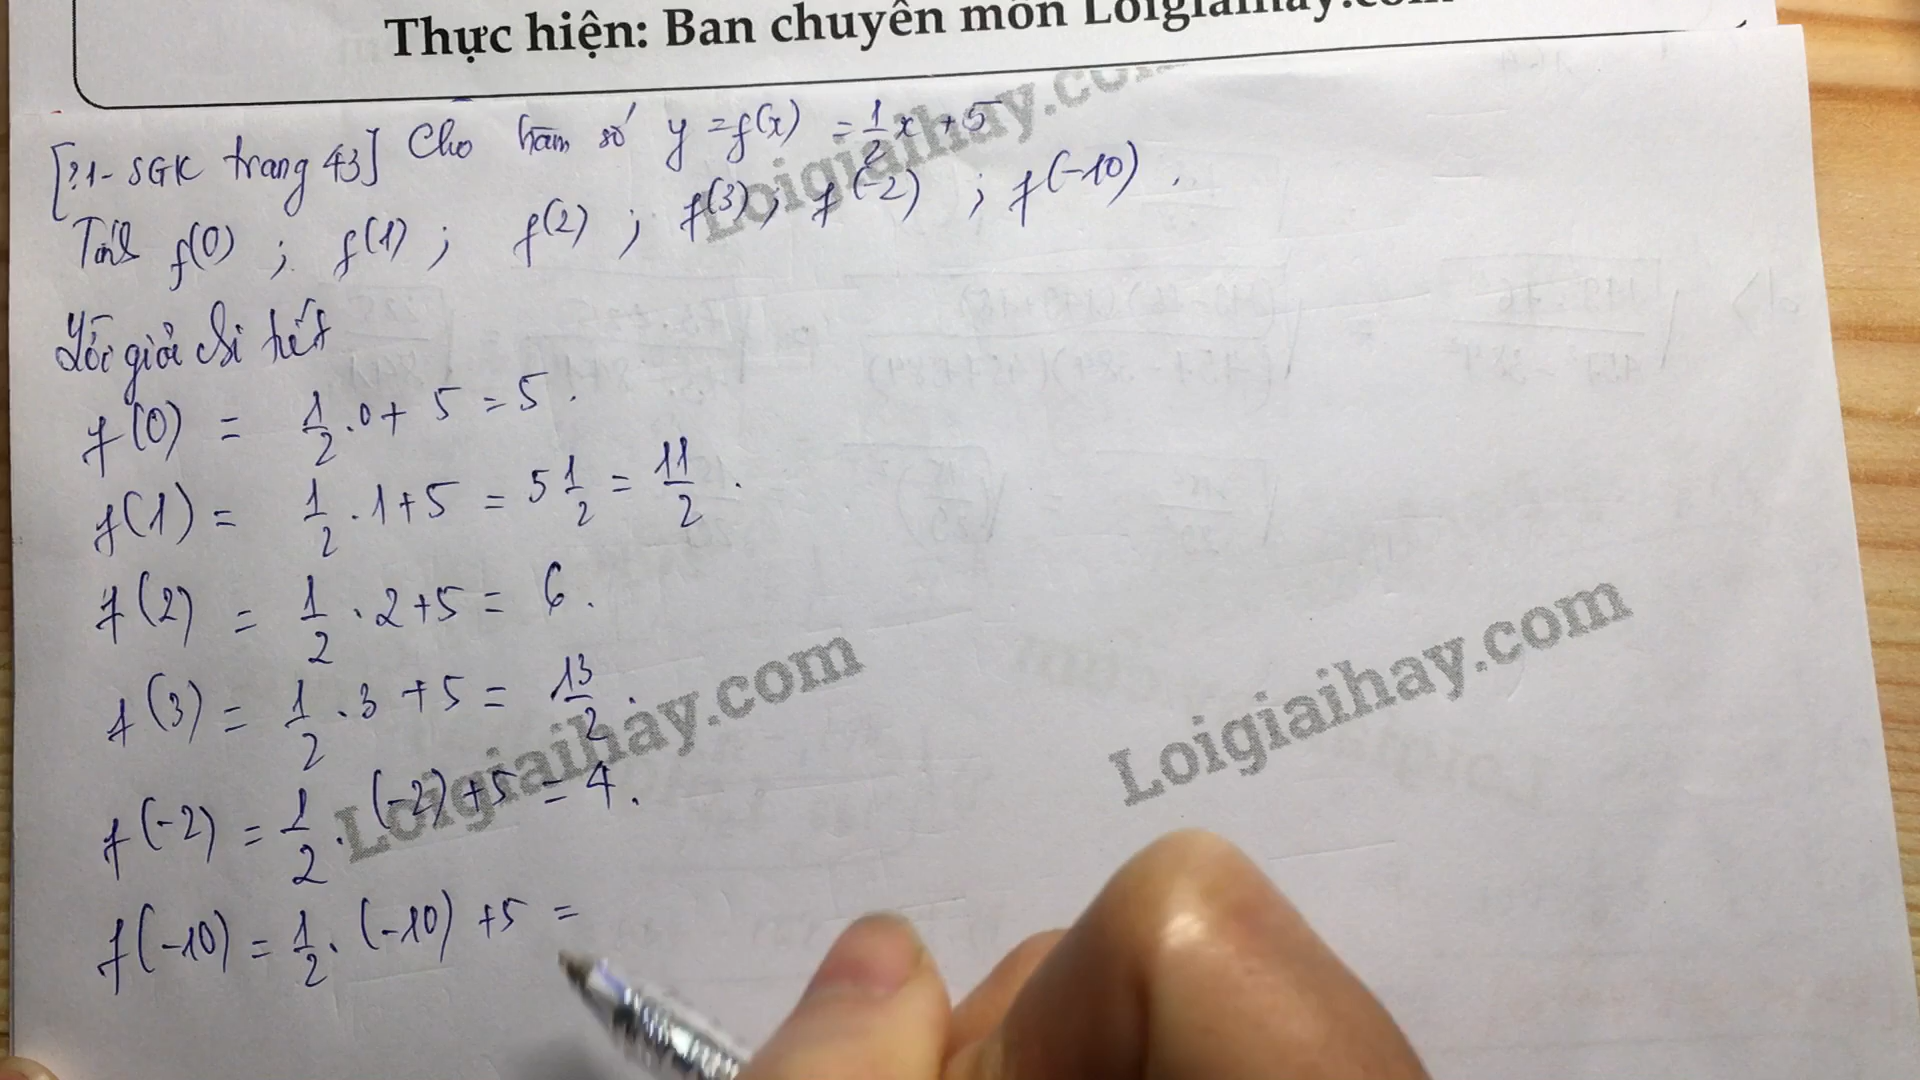 Thực hiện: Ban chuyên môn Loigiaihay.com
[?1- SGK trang 43] Cho hàm số y = f(x) = 1/2 x + 5
Tính f(0) ; f(1) ; f(2) ; f(3) ; f(-2) ; f(-10) .
Lời giải chi tiết
f(0) = 1/2 . 0 + 5 = 5 .
f(1) = 1/2 . 1 + 5 = 5 1/2 = 11/2 .
f(2) = 1/2 . 2 + 5 = 6 .
f(3) = 1/2 . 3 + 5 = 13/2 .
f(-2) = 1/2 . (-2) + 5 = 4 .
f(-10) = 1/2 . (-10) + 5 =
Loigiaihay.com
Loigiaihay.com
Loigiaihay.com